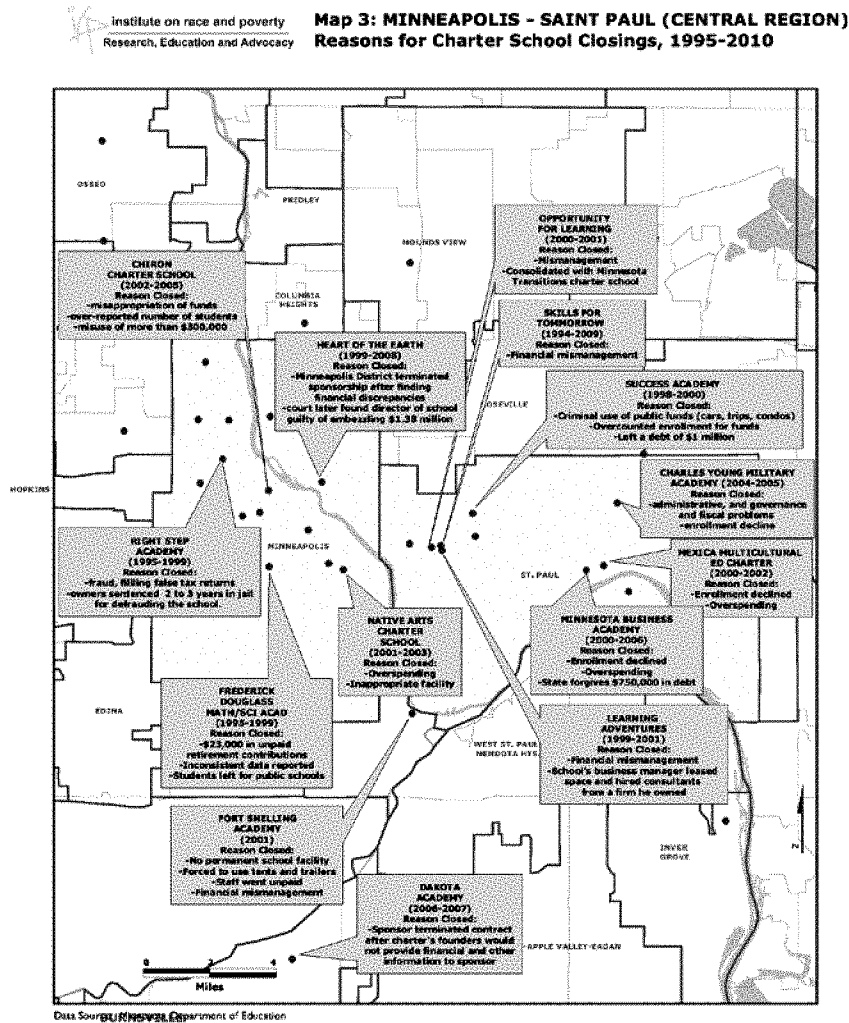 institute on race and poverty
Research, Education and Advocacy
Map 3: MINNEAPOLIS - SAINT PAUL (CENTRAL REGION)
Reasons for Charter School Closings, 1995-2010
OSSEO
FRIDLEY
MOUNDS VIEW
COLUMBIA
HEIGHTS
OPPORTUNITY
FOR LEARNING
(2000-2001)
Reason Closed:
-Mismanagement
-Consolidated with Minnesota
Transitions charter school
CHIRON
CHARTER SCHOOL
(2002-2005)
Reason Closed:
-misappropriation of funds
-over-reported number of students
-misuse of more than $300,000
SKILLS FOR
TOMMORROW
(1994-2009)
Reason Closed:
-Financial mismanagement
HEART OF THE EARTH
(1999-2008)
Reason Closed:
-Minneapolis District terminated
sponsorship after finding
financial discrepancies
-court later found director of school
guilty of embezzling $1.38 million
OSEVILLE
SUCCESS ACADEMY
(1998-2000)
Reason Closed:
-Criminal use of public funds (cars, trips, condos)
-Overcounted enrollment for funds
-Left a debt of $1 million
CHARLES YOUNG MILITARY
ACADEMY (2004-2005)
Reason Closed:
-administrative, and governance
and fiscal problems
-enrollment decline
HOPKINS
RIGHT STEP
ACADEMY
(1995-1999)
Reason Closed:
-fraud, filling false tax returns
-owners sentenced 2 to 3 years in jail
for defrauding the school.
MINNEAPOLIS
ST. PAUL
MEXICA MULTICULTURAL
ED CHARTER
(2000-2002)
Reason Closed:
-Enrollment declined
-Overspending
NATIVE ARTS
CHARTER
SCHOOL
(2001-2003)
Reason Closed:
-Overspending
-Inappropriate facility
MINNESOTA BUSINESS
ACADEMY
(2000-2006)
Reason Closed:
-Enrollment declined
-Overspending
-State forgives $750,000 in debt
EDINA
FREDERICK
DOUGLASS
MATH/SCI ACAD
(1995-1999)
Reason Closed:
-$23,000 in unpaid
retirement contributions
-Inconsistent data reported
-Students left for public schools
WEST ST. PAUL
MENDOTA HTS.
LEARNING
ADVENTURES
(1999-2001)
Reason Closed:
-Financial mismanagement
-School's business manager leased
space and hired consultants
from a firm he owned
FORT SNELLING
ACADEMY
(2001)
Reason Closed:
-No permanent school facility
-Forced to use tents and trailers
-Staff went unpaid
-Financial mismanagement
INVER
GROVE
N
DAKOTA
ACADEMY
(2006-2007)
Reason Closed:
-Sponsor terminated contract
after charter's founders would
not provide financial and other
information to sponsor
APPLE VALLEY-EAGAN
0 2 4
Miles
Data Source: Minnesota Department of Education
BURNSVILLE